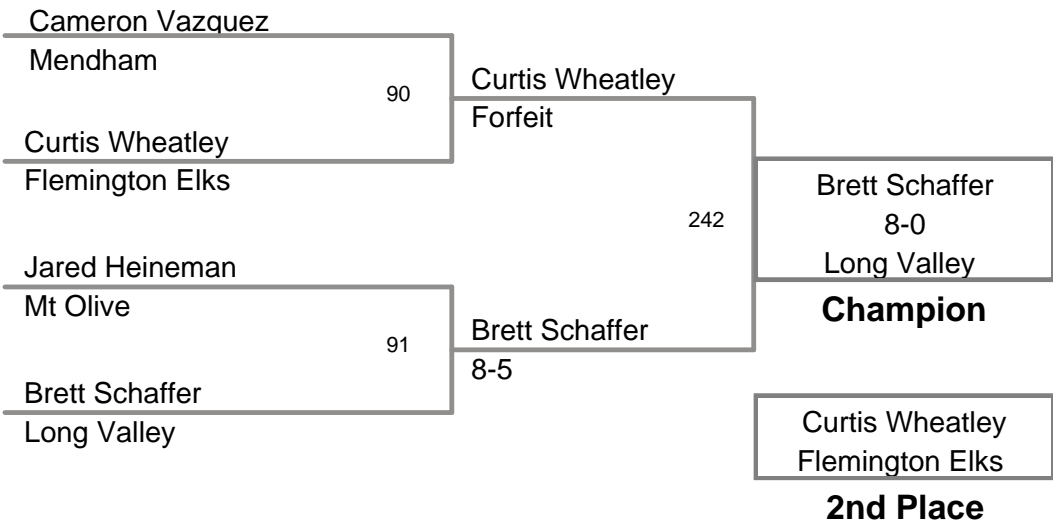 Cameron Vazquez
Mendham
90
Curtis Wheatley
Flemington Elks
Curtis Wheatley
Forfeit
Jared Heineman
Mt Olive
91
Brett Schaffer
Long Valley
Brett Schaffer
8-5
242
Brett Schaffer
8-0
Long Valley
Champion
Curtis Wheatley
Flemington Elks
2nd Place